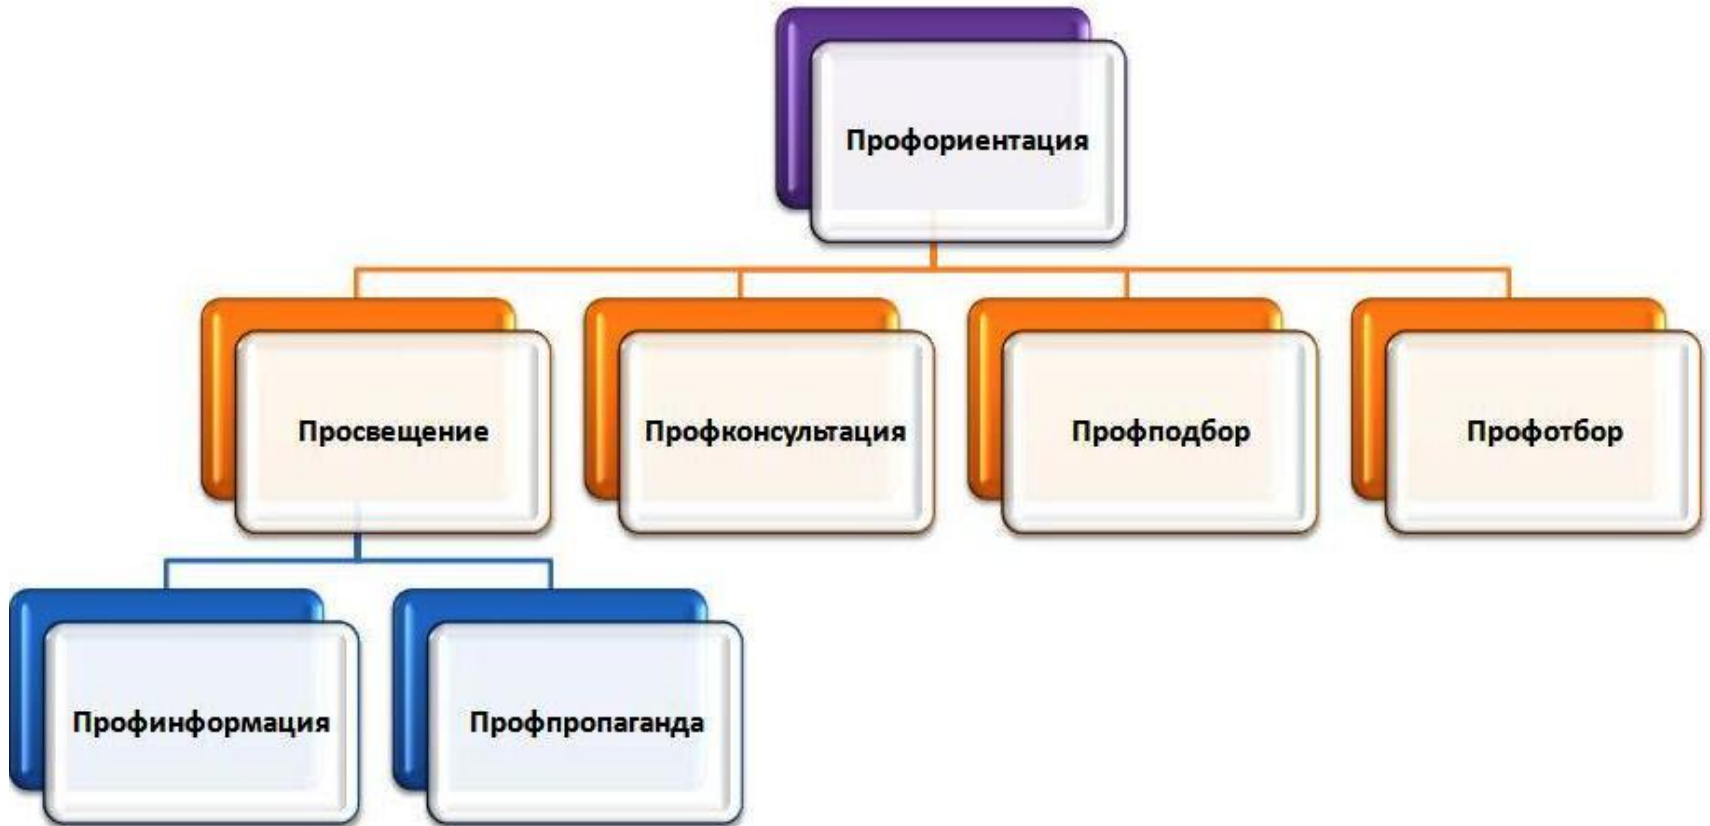 Профориентация
Просвещение
Профконсультация
Профподбор
Профотбор
Профинформация
Профпропаганда